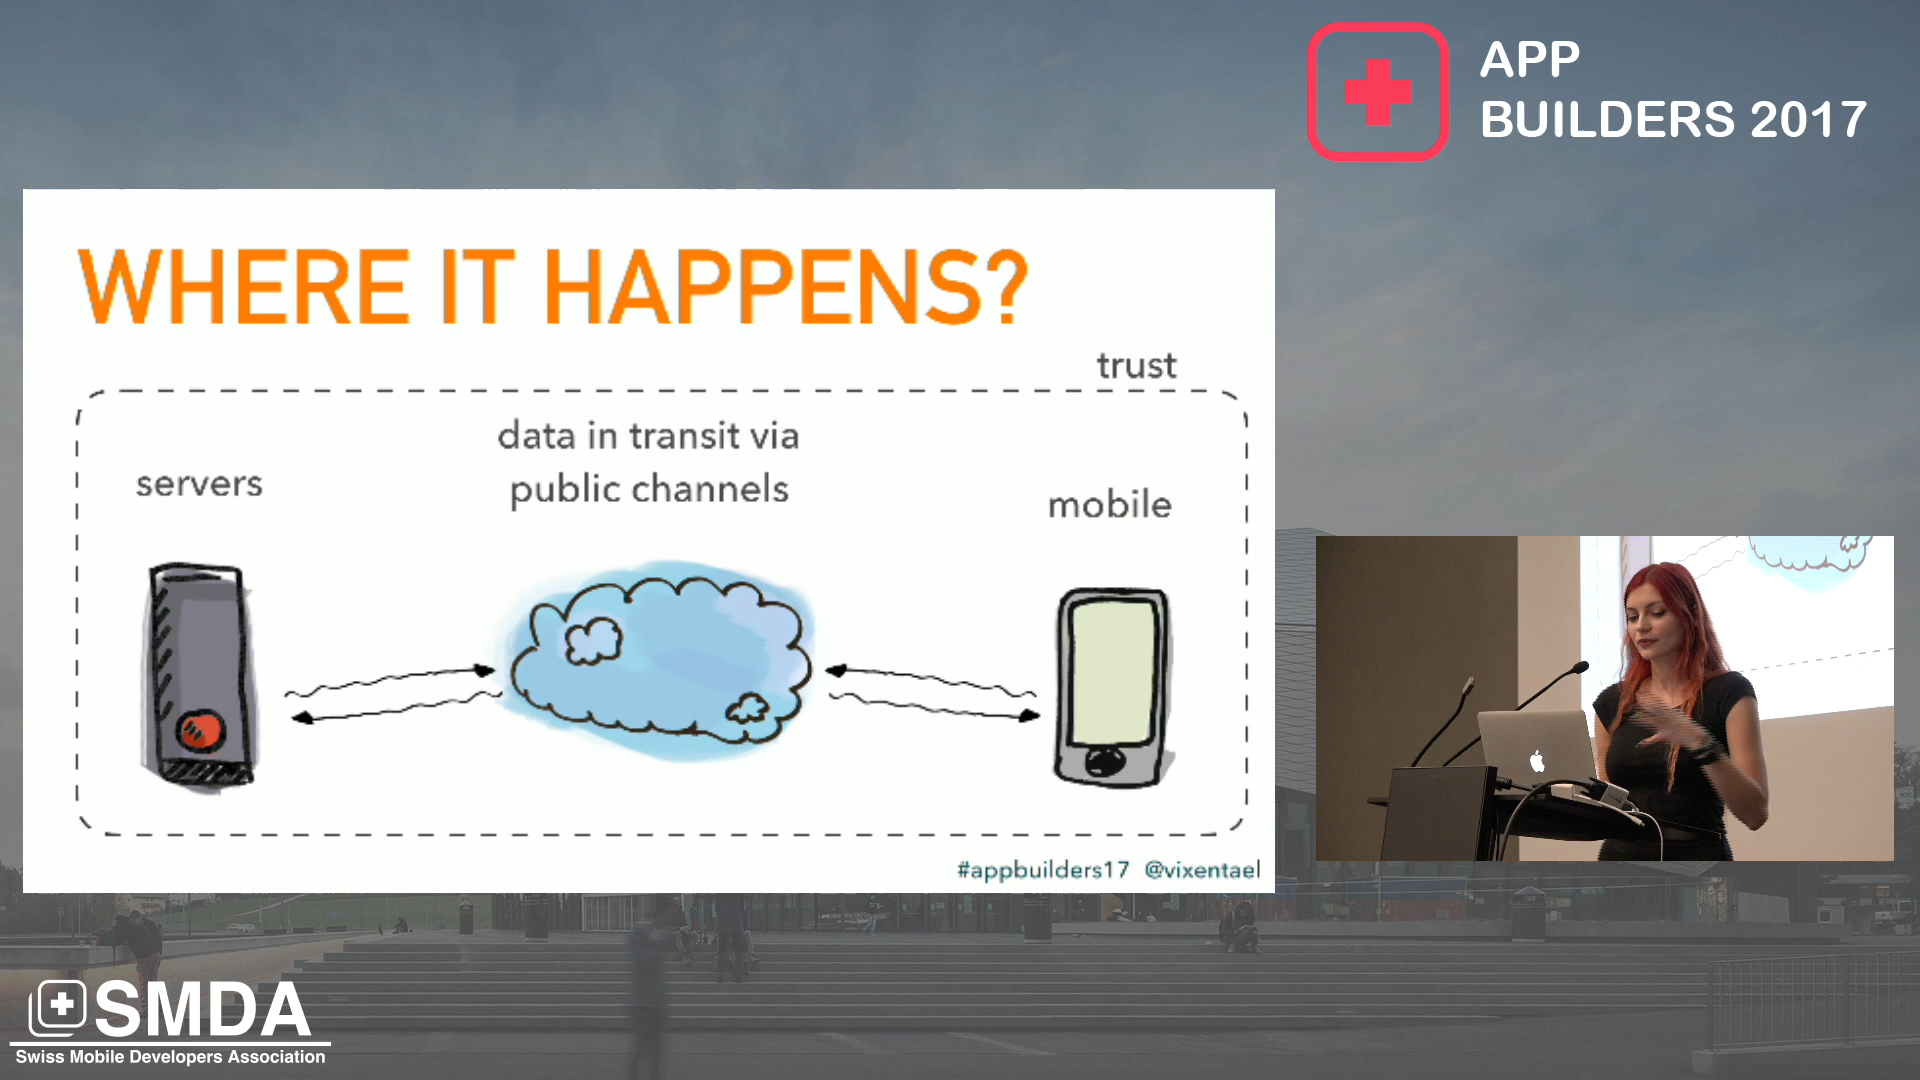 APP
BUILDERS 2017
WHERE IT HAPPENS?
trust
data in transit via
public channels
servers
mobile
#appbuilders17 @vixentael
SMDA
Swiss Mobile Developers Association